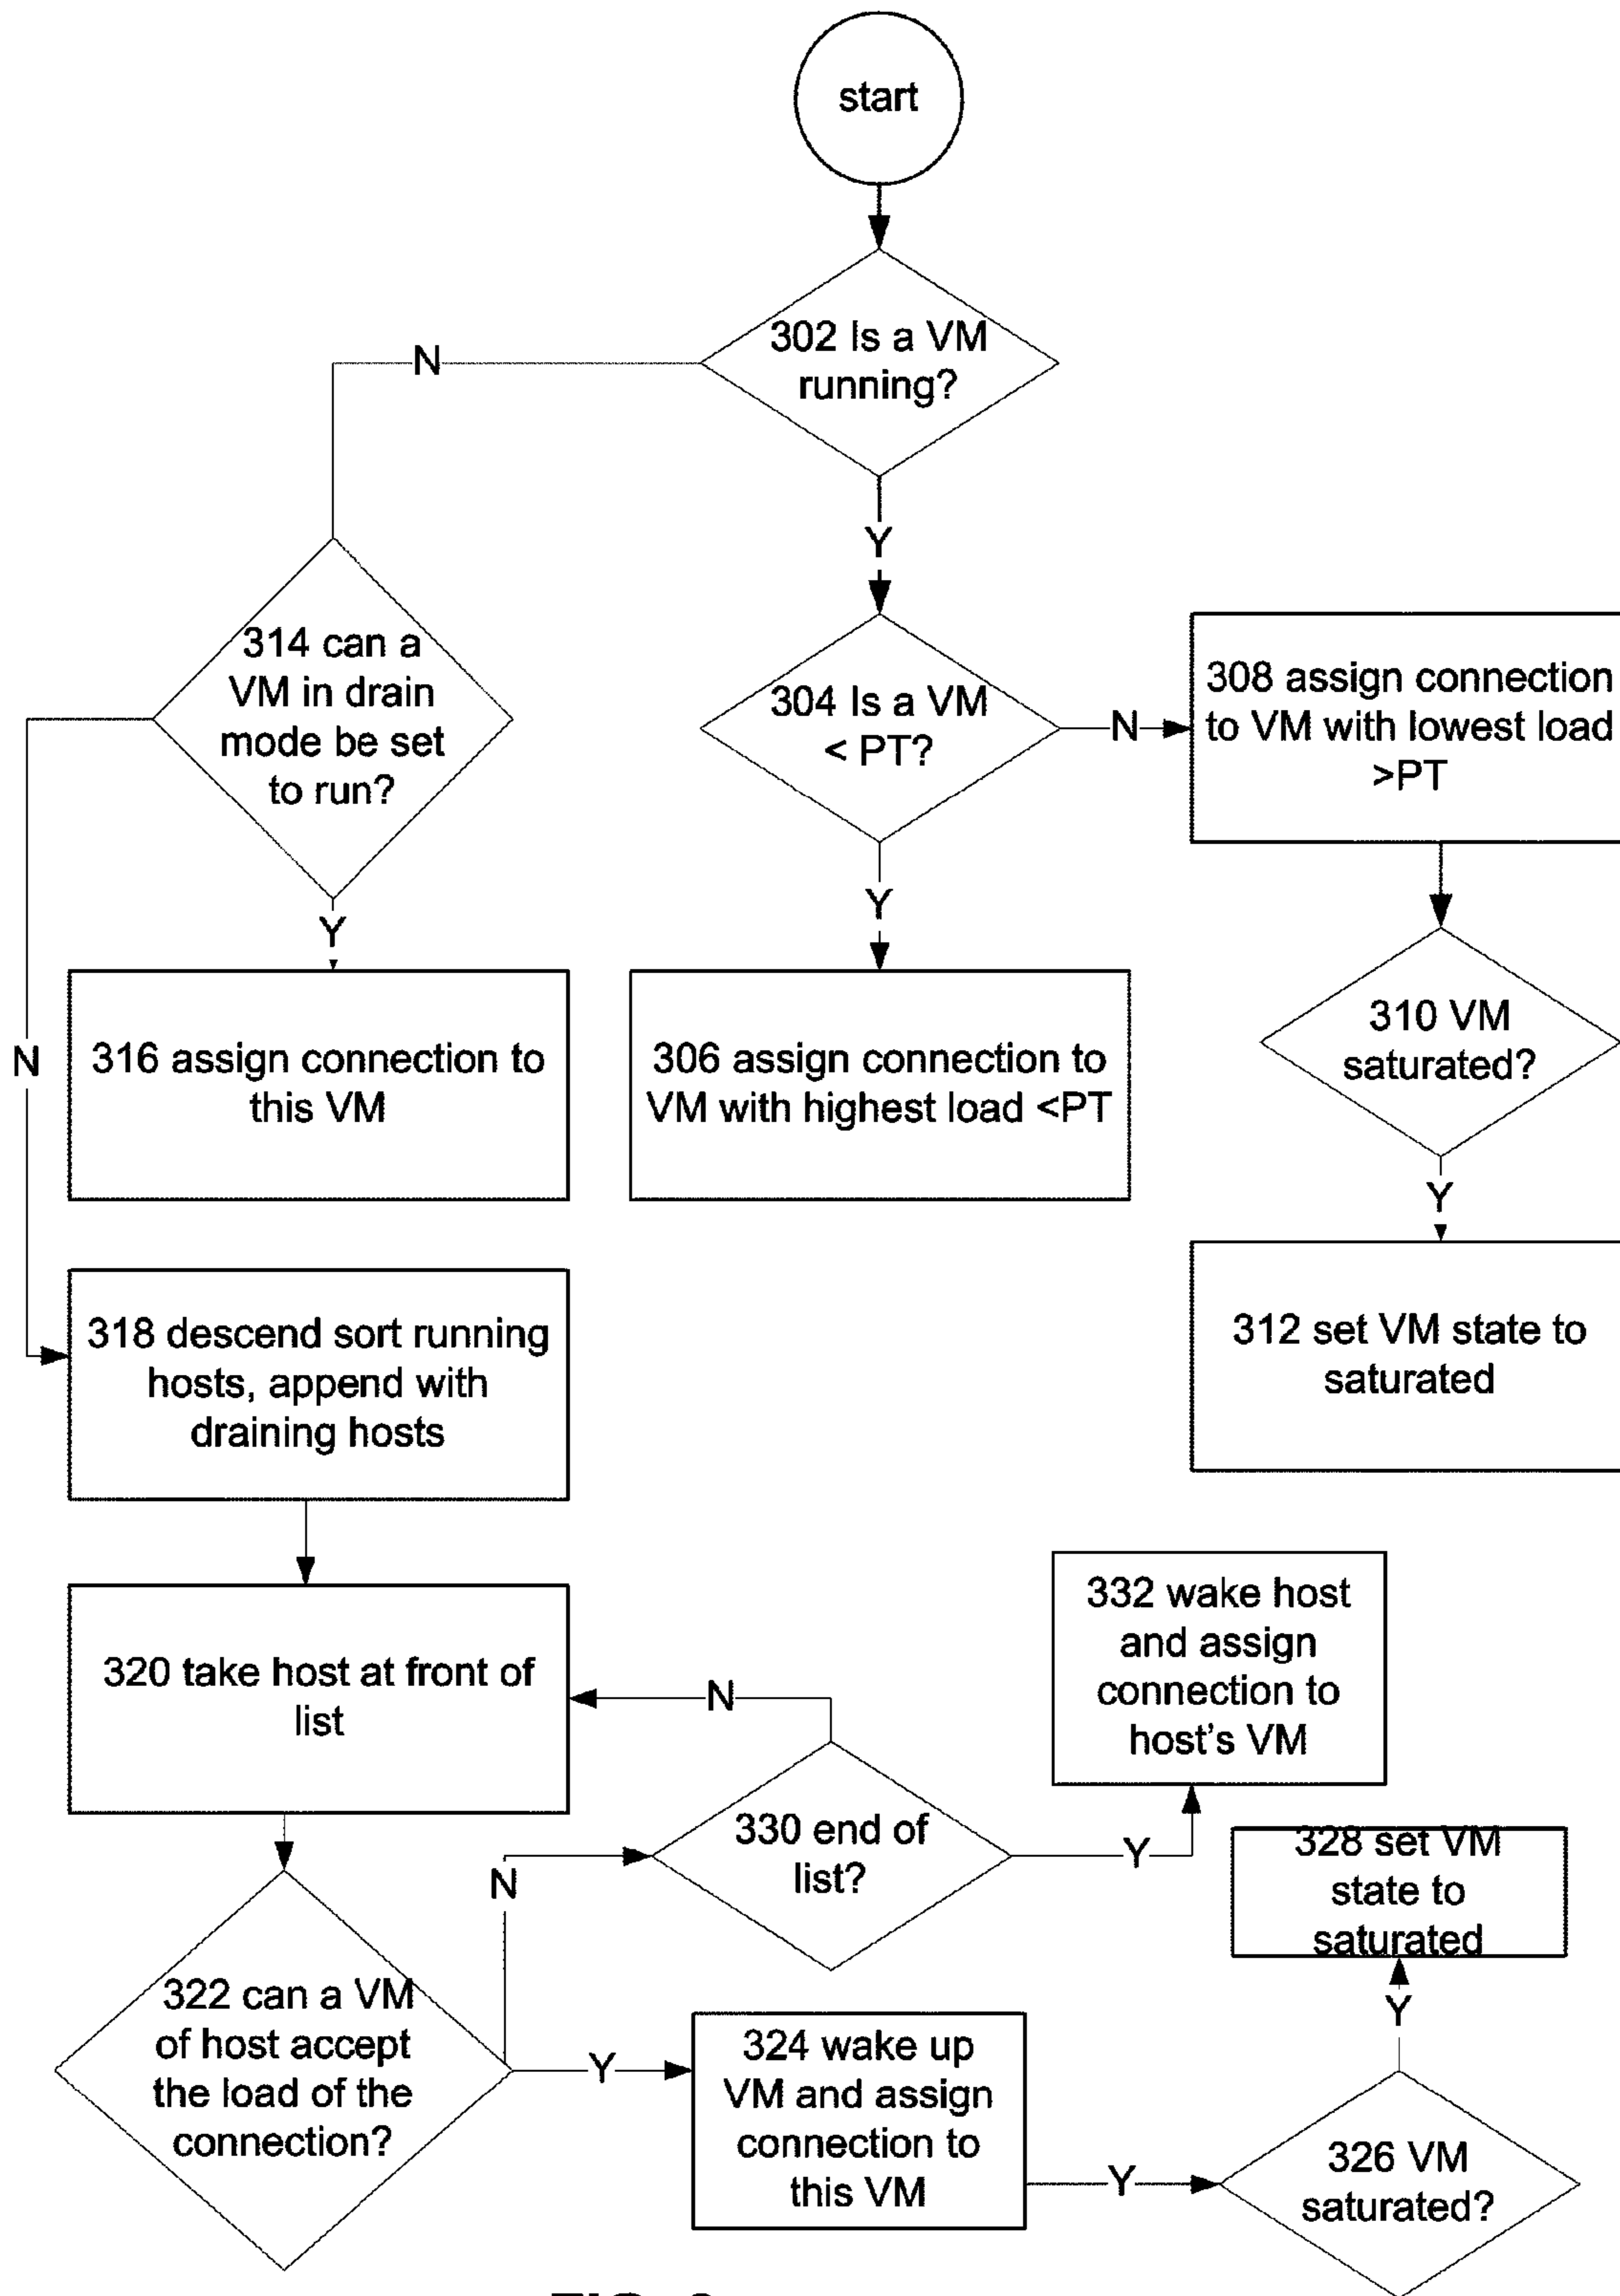 start
302 Is a VM
running?
N
Y
314 can a
VM in drain
mode be set
to run?
304 Is a VM
< PT?
N
308 assign connection
to VM with lowest load
>PT
Y
Y
316 assign connection to
this VM
306 assign connection to
VM with highest load <PT
310 VM
saturated?
N
Y
312 set VM state to
saturated
318 descend sort running
hosts, append with
draining hosts
320 take host at front of
list
N
332 wake host
and assign
connection to
host's VM
330 end of
list?
Y
N
328 set VM
state to
saturated
322 can a VM
of host accept
the load of the
connection?
Y
324 wake up
VM and assign
connection to
this VM
Y
Y
326 VM
saturated?